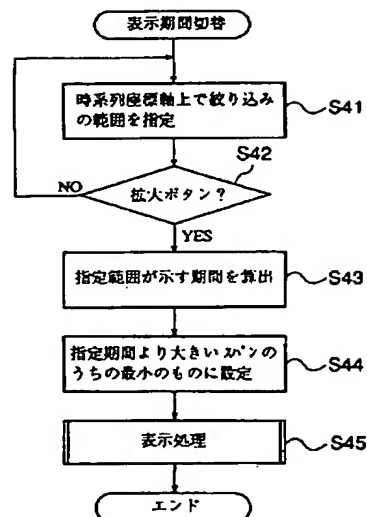 表示期間切替
時系列座標軸上で絞り込み
の範囲を指定
S41
S42
拡大ボタン?
NO
YES
指定範囲が示す期間を算出
S43
指定期間より大きいスパンの
うちの最小のものに設定
S44
表示処理
S45
エンド